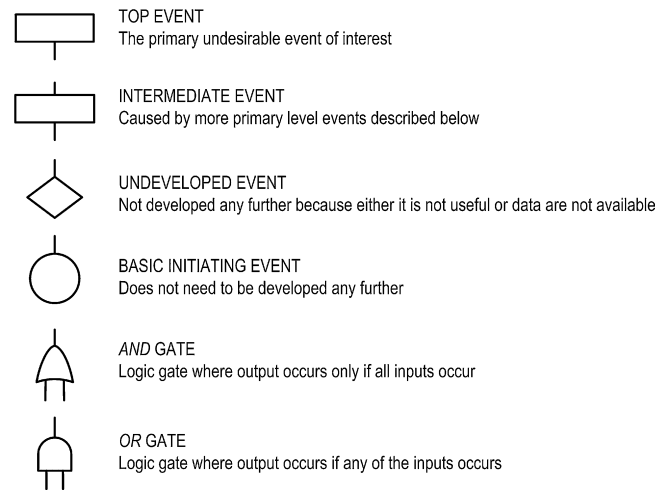 TOP EVENT
The primary undesirable event of interest
INTERMEDIATE EVENT
Caused by more primary level events described below
UNDEVELOPED EVENT
Not developed any further because either it is not useful or data are not available
BASIC INITIATING EVENT
Does not need to be developed any further
AND GATE
Logic gate where output occurs only if all inputs occur
OR GATE
Logic gate where output occurs if any of the inputs occurs